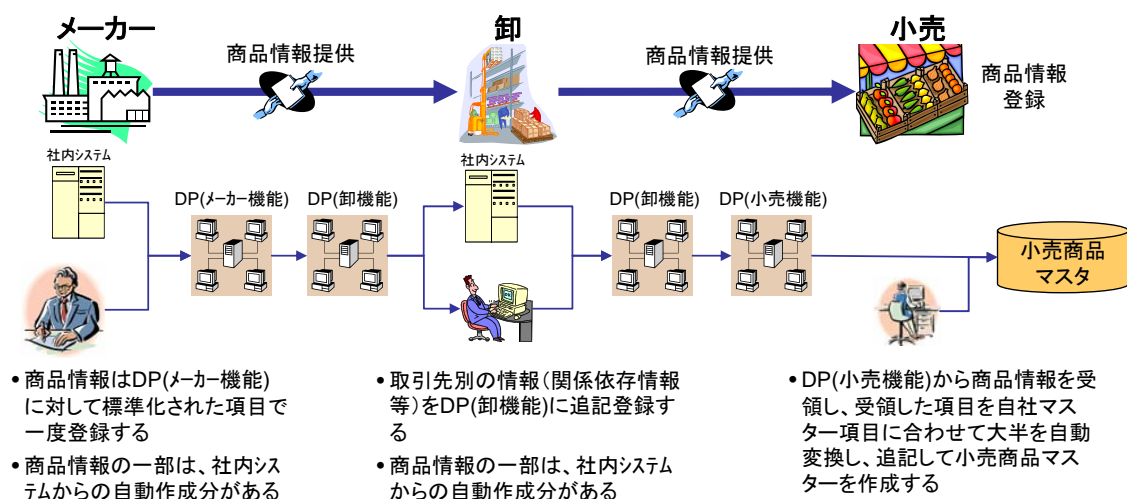 メーカー
卸
小売
商品情報提供
商品情報提供
商品情報
登録
社内ｼｽﾃﾑ
社内ｼｽﾃﾑ
DP(ﾒｰｶｰ機能)
DP(卸機能)
DP(卸機能)
DP(小売機能)
小売商品
マスタ
• 商品情報はDP(ﾒｰｶｰ機能)
に対して標準化された項目で
一度登録する
• 商品情報の一部は、社内ｼｽ
ﾃﾑからの自動作成分がある
• 取引先別の情報（関係依存情報
等）をDP(卸機能)に追記登録す
る
• 商品情報の一部は、社内ｼｽﾃﾑ
からの自動作成分がある
• DP(小売機能)から商品情報を受
領し、受領した項目を自社マス
ター項目に合わせて大半を自動
変換し、追記して小売商品マス
ターを作成する